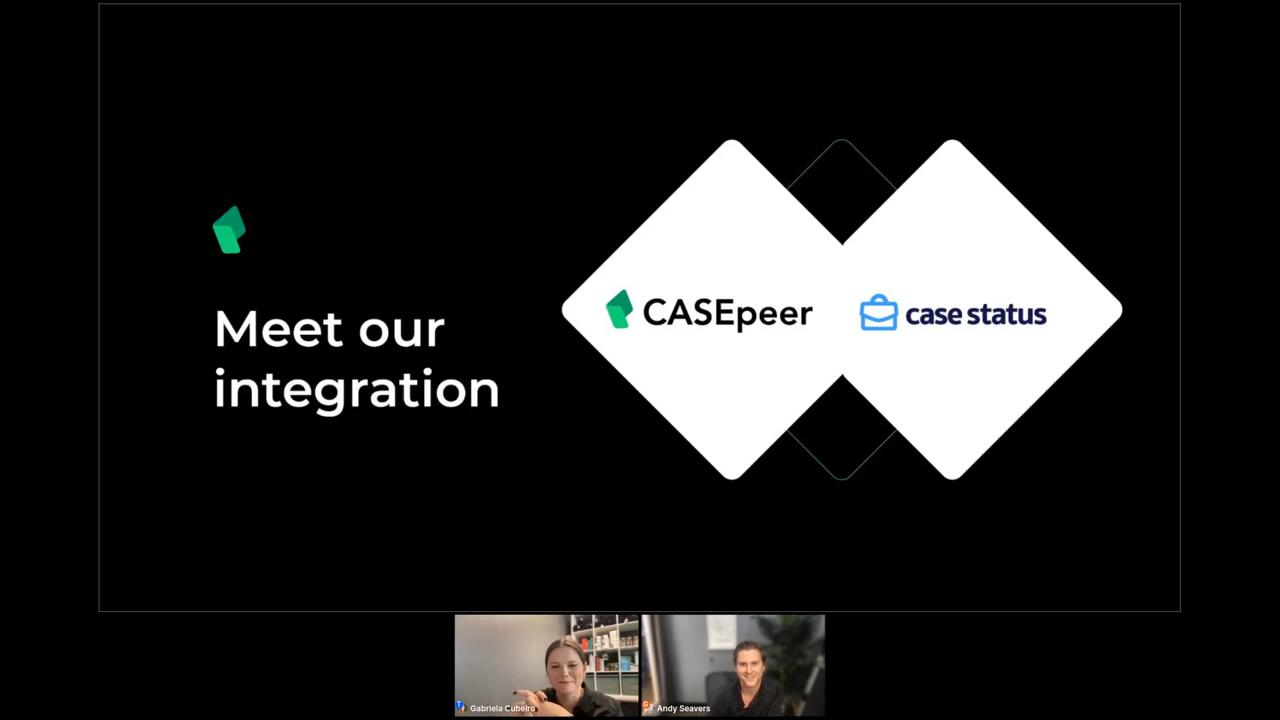 Meet our
integration
CASEpeer
case status
Gabriela Cubeiro
Andy Seavers